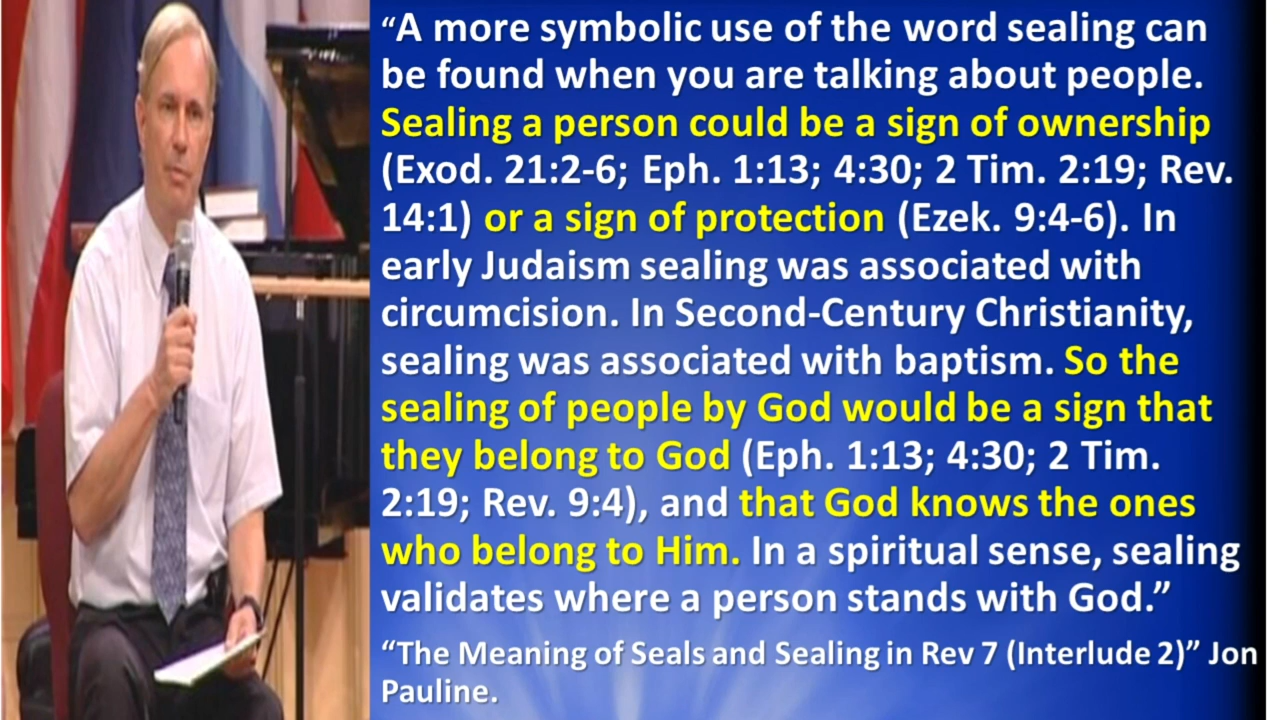 “A more symbolic use of the word sealing can
be found when you are talking about people.
Sealing a person could be a sign of ownership
(Exod. 21:2-6; Eph. 1:13; 4:30; 2 Tim. 2:19; Rev.
14:1) or a sign of protection (Ezek. 9:4-6). In
early Judaism sealing was associated with
circumcision. In Second-Century Christianity,
sealing was associated with baptism. So the
sealing of people by God would be a sign that
they belong to God (Eph. 1:13; 4:30; 2 Tim.
2:19; Rev. 9:4), and that God knows the ones
who belong to Him. In a spiritual sense, sealing
validates where a person stands with God.”
“The Meaning of Seals and Sealing in Rev 7 (Interlude 2)” Jon
Pauline.